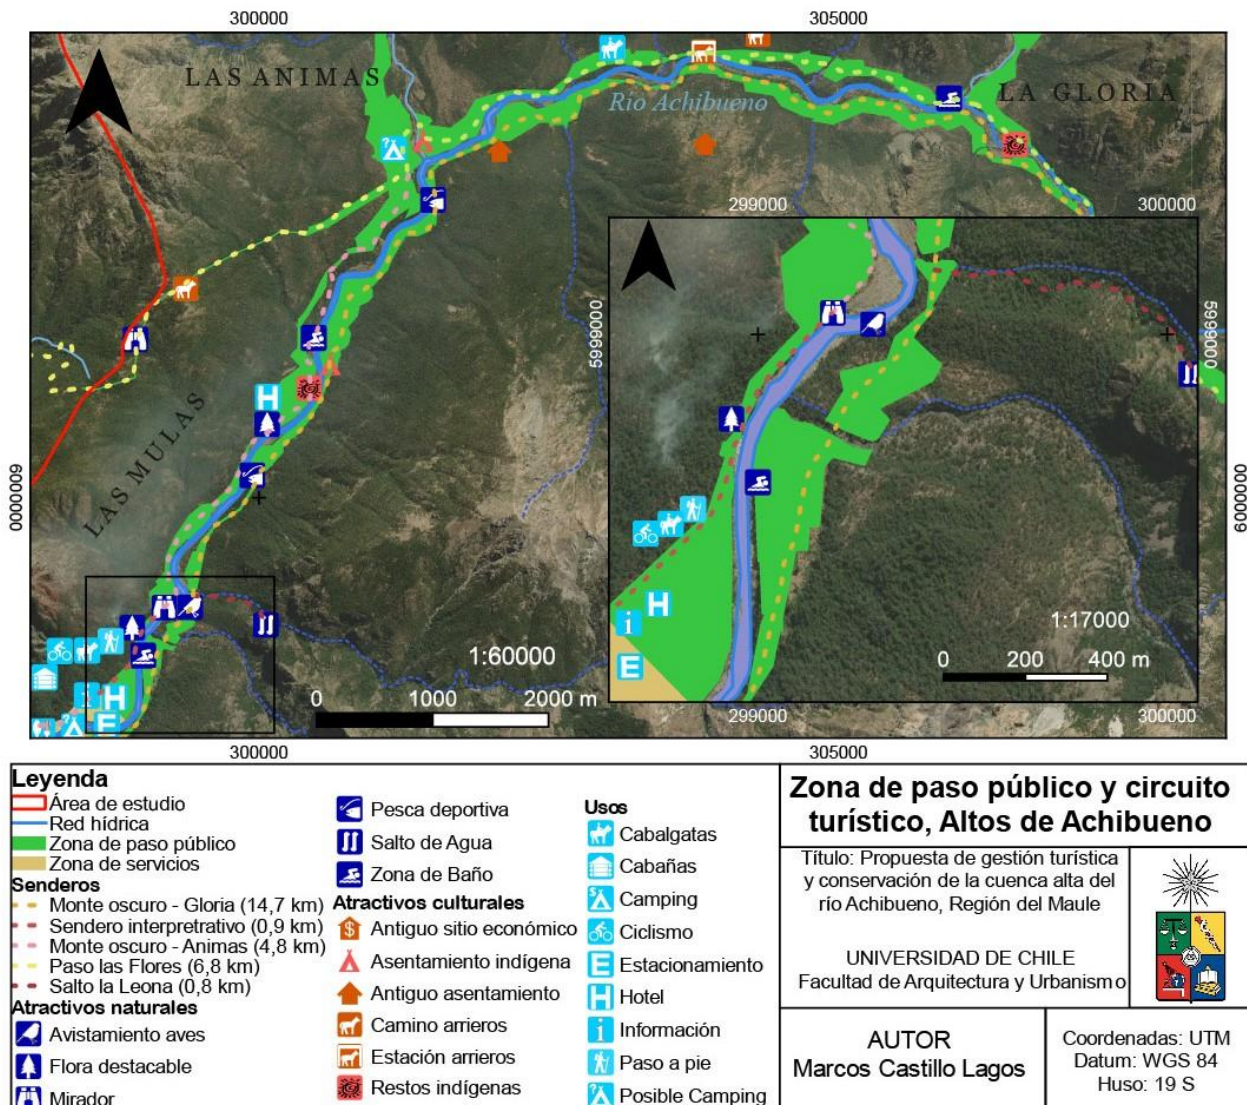 300000
305000
LAS ANIMAS
Río Achibueno
LA GLORIA
299000
300000
5999000
5999000
LAS MULAS
H
6000000
6000000
1:60000
0 1000 2000 m
H
i
E
1:17000
0 200 400 m
299000
300000
i
H
E
300000
305000
Leyenda
Área de estudio
Red hídrica
Zona de paso público
Zona de servicios
Senderos
Monte oscuro - Gloria (14,7 km)
Sendero interpretativo (0,9 km)
Monte oscuro - Animas (4,8 km)
Paso las Flores (6,8 km)
Salto la Leona (0,8 km)
Atractivos naturales
Avistamiento aves
Flora destacable
Mirador
Pesca deportiva
Salto de Agua
Zona de Baño
Atractivos culturales
$ Antiguo sitio económico
Asentamiento indígena
Antiguo asentamiento
Camino arrieros
Estación arrieros
Restos indígenas
Usos
Cabalgatas
Cabañas
$ Camping
Ciclismo
E Estacionamiento
H Hotel
i Información
Paso a pie
? Posible Camping
Zona de paso público y circuito
turístico, Altos de Achibueno
Título: Propuesta de gestión turística
y conservación de la cuenca alta del
río Achibueno, Región del Maule
UNIVERSIDAD DE CHILE
Facultad de Arquitectura y Urbanismo
AUTOR
Marcos Castillo Lagos
Coordenadas: UTM
Datum: WGS 84
Huso: 19 S